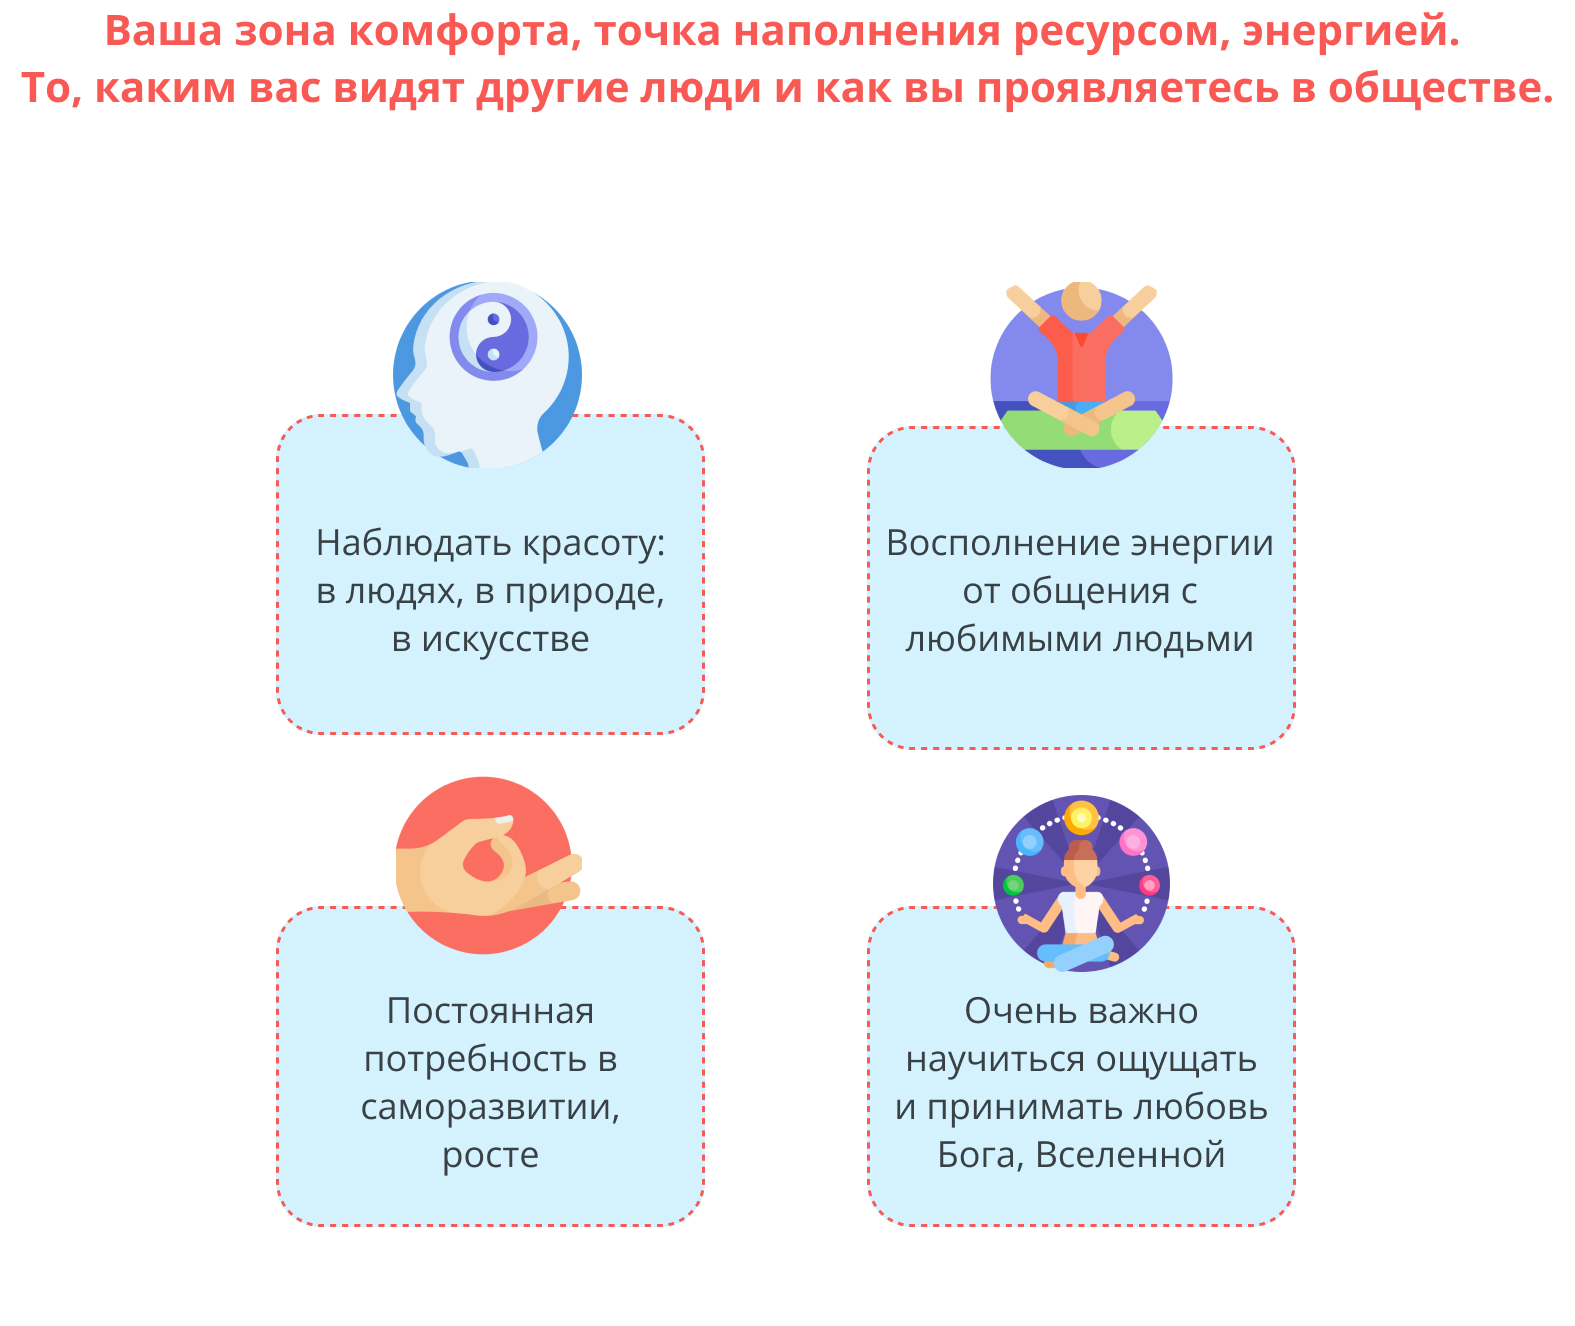 Ваша зона комфорта, точка наполнения ресурсом, энергией.
То, каким вас видят другие люди и как вы проявляетесь в обществе.
Наблюдать красоту:
в людях, в природе,
в искусстве
Восполнение энергии
от общения с
любимыми людьми
Постоянная
потребность в
саморазвитии,
росте
Очень важно
научиться ощущать
и принимать любовь
Бога, Вселенной